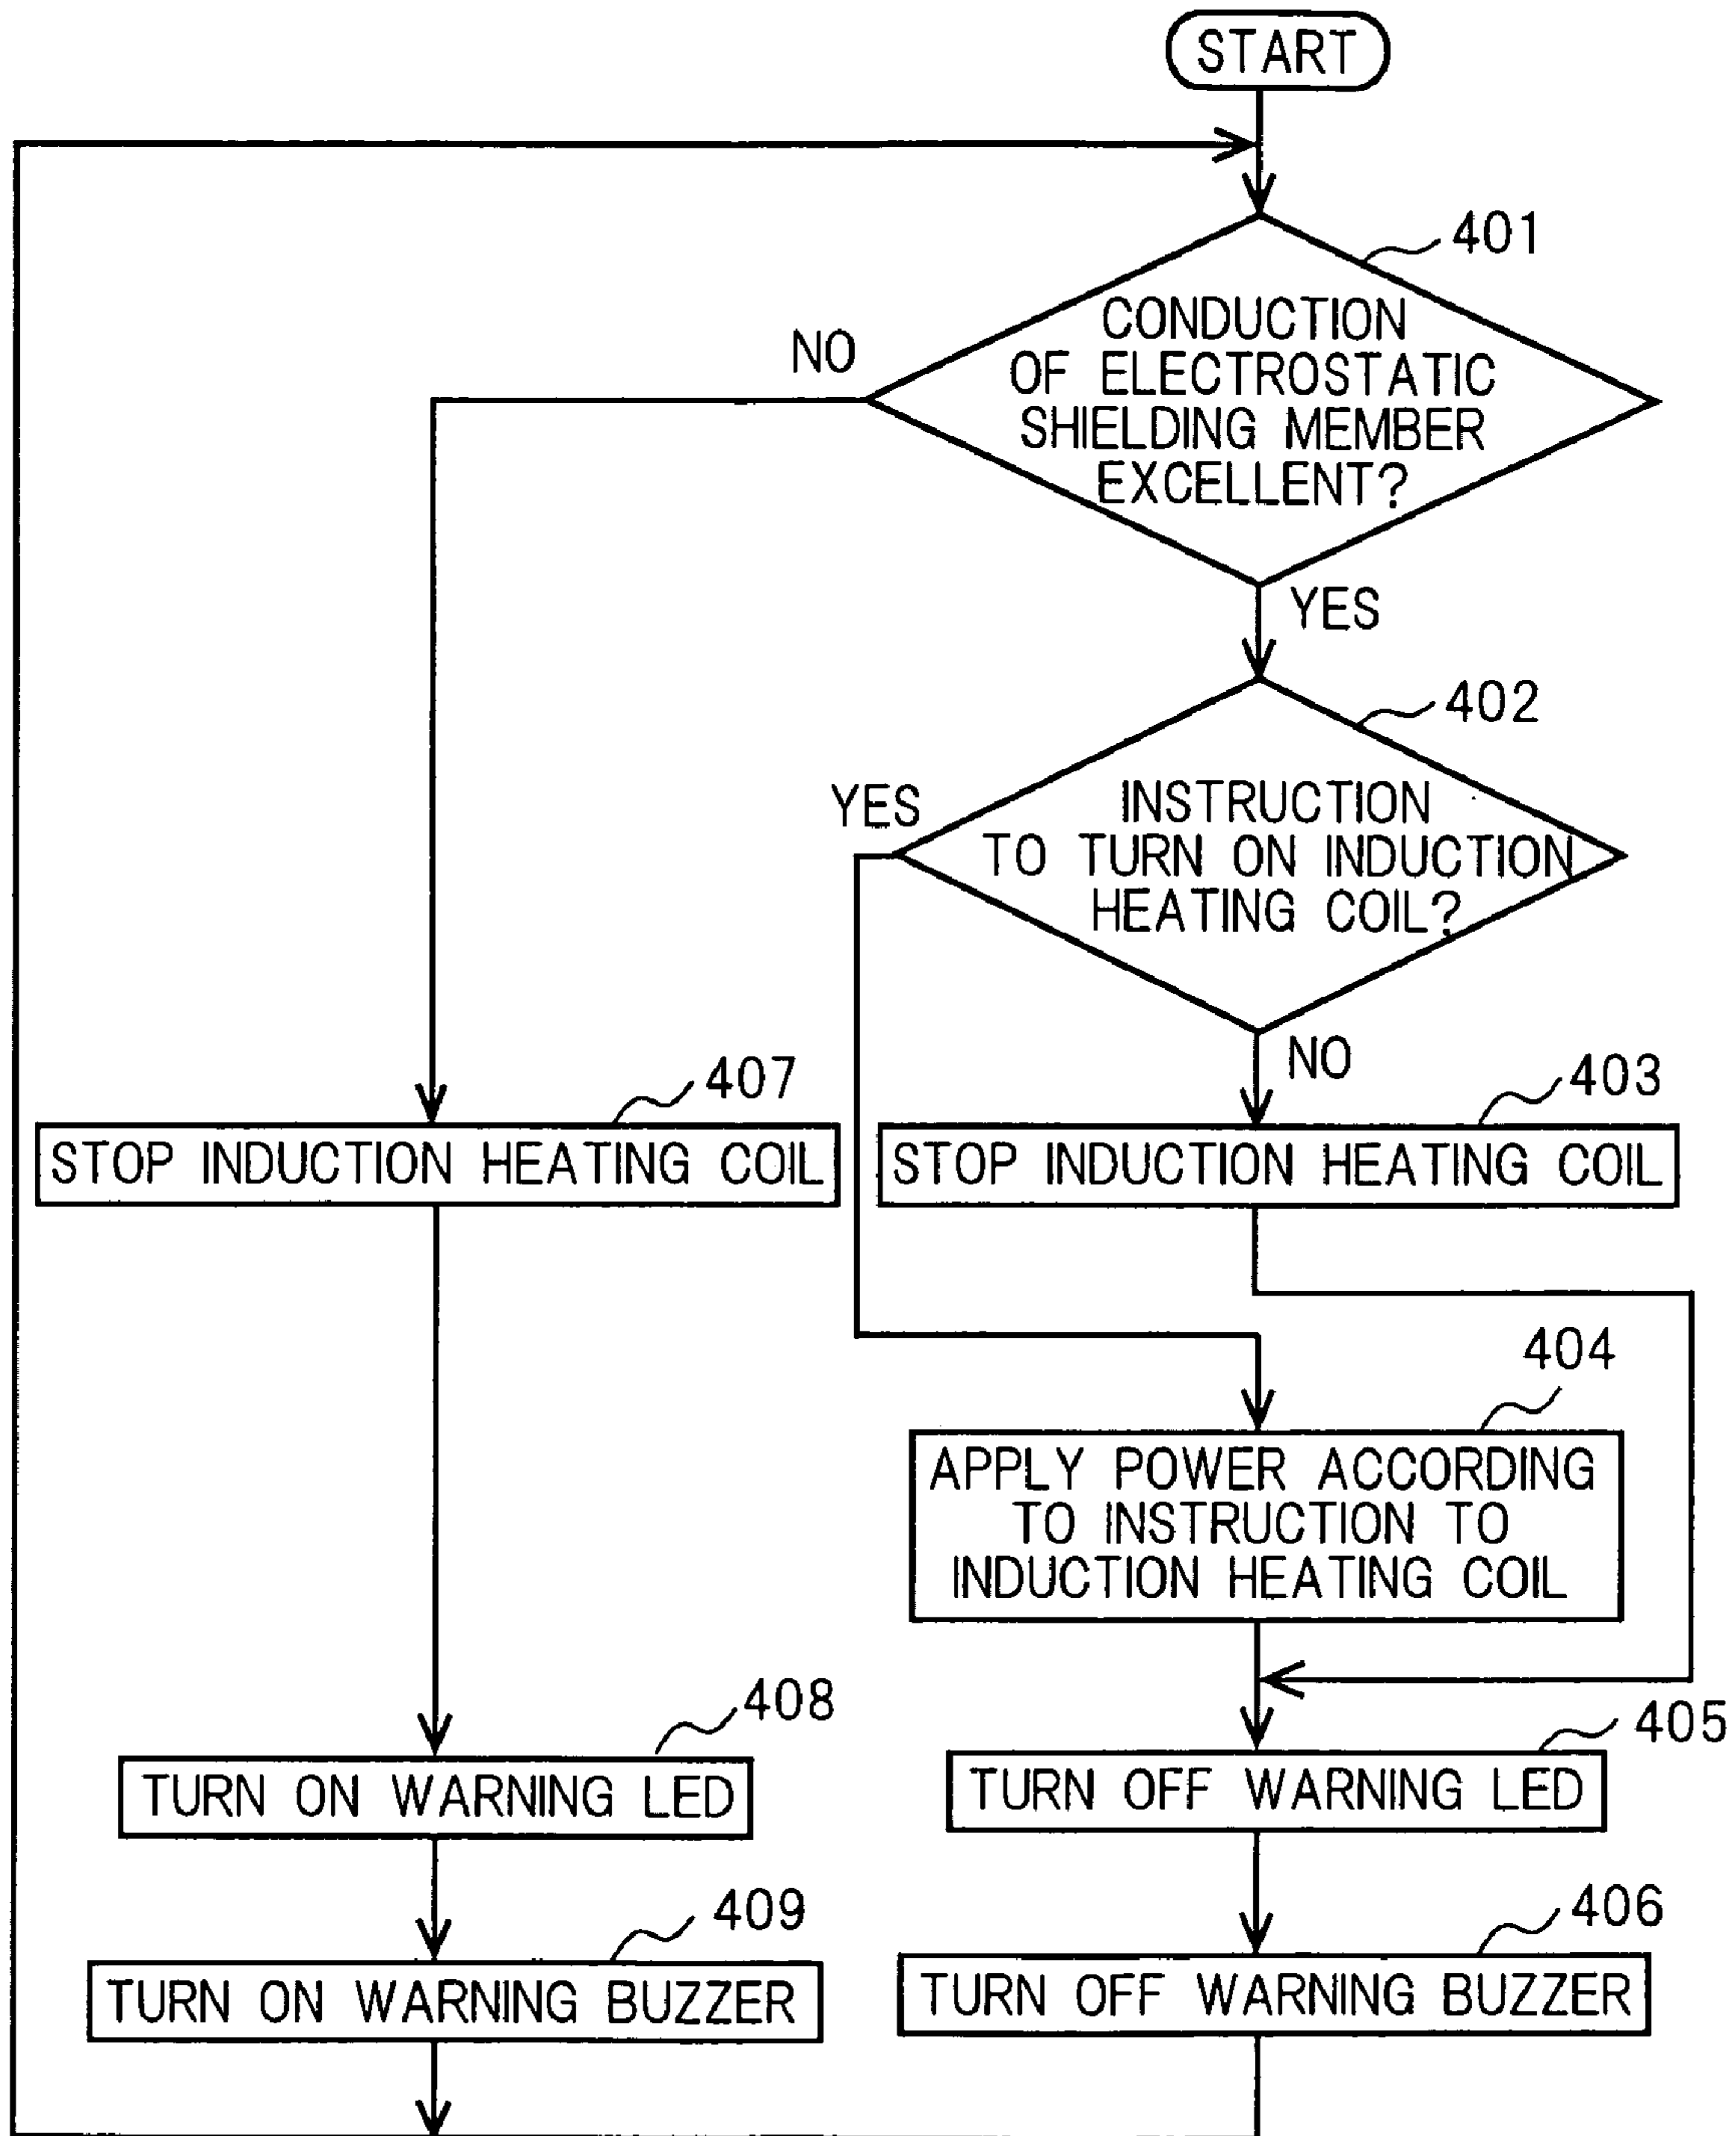 START
401
CONDUCTION
OF ELECTROSTATIC
SHIELDING MEMBER
EXCELLENT?
NO
YES
402
INSTRUCTION
TO TURN ON INDUCTION
HEATING COIL?
YES
NO
407
STOP INDUCTION HEATING COIL
403
STOP INDUCTION HEATING COIL
404
APPLY POWER ACCORDING
TO INSTRUCTION TO
INDUCTION HEATING COIL
408
TURN ON WARNING LED
405
TURN OFF WARNING LED
409
TURN ON WARNING BUZZER
406
TURN OFF WARNING BUZZER